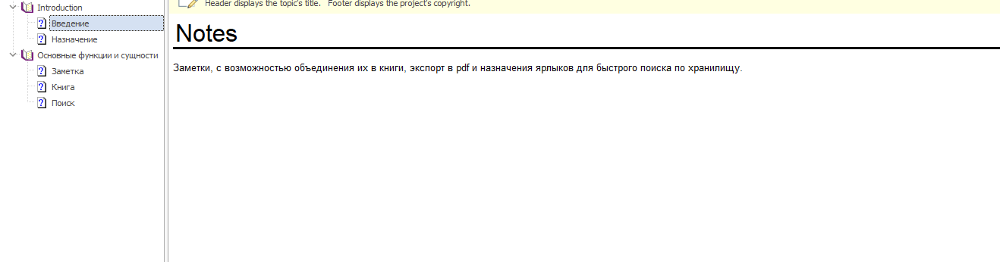 Introduction
Введение
Назначение
Основные функции и сущности
Заметка
Книга
Поиск
Header displays the topic's title. Footer displays the project's copyright.
Notes
Заметки, с возможностью объединения их в книги, экспорт в pdf и назначения ярлыков для быстрого поиска по хранилищу.